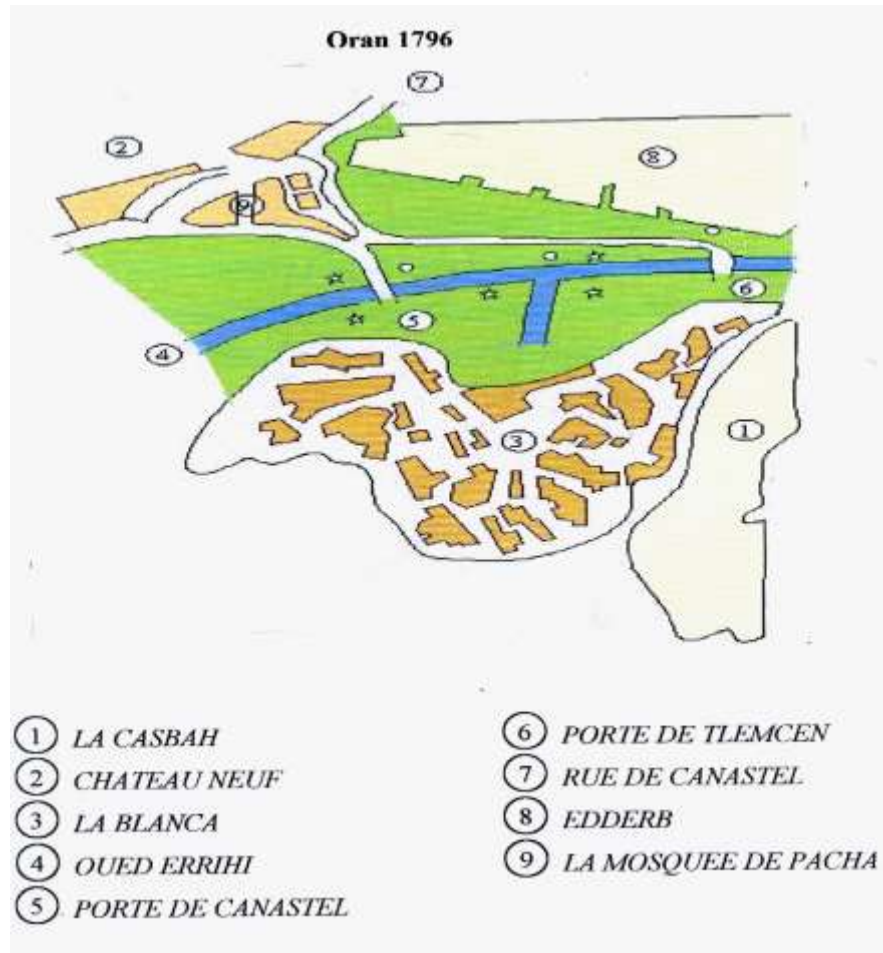 Oran 1796
7
2
8
9
6
5
4
3
1
1 LA CASBAH
2 CHATEAU NEUF
3 LA BLANCA
4 OUED ERRIHI
5 PORTE DE CANASTEL
6 PORTE DE TLEMCEN
7 RUE DE CANASTEL
8 EDDERB
9 LA MOSQUEE DE PACHA